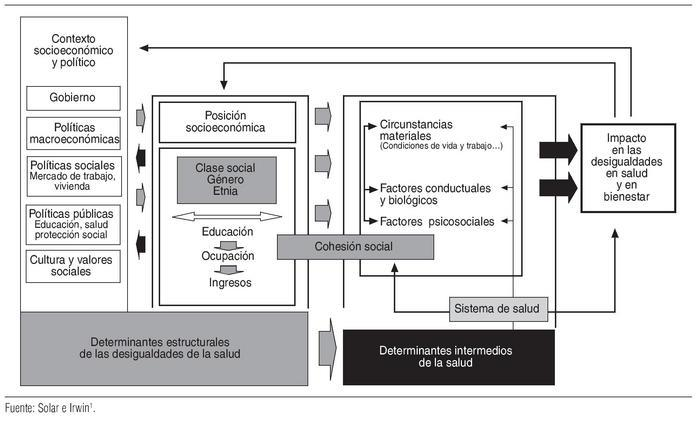 Contexto
socioeconómico
y político
Gobierno
Políticas
macroeconómicas
Políticas sociales
Mercado de trabajo,
vivienda
Políticas públicas
Educación, salud
protección social
Cultura y valores
sociales
Posición
socioeconómica
Clase social
Género
Etnia
Educación
Ocupación
Ingresos
Cohesión social
Circunstancias
materiales
(Condiciones de vida y trabajo...)
Factores conductuales
y biológicos
Factores psicosociales
Sistema de salud
Impacto
en las
desigualdades
en salud
y en
bienestar
Determinantes estructurales
de las desigualdades de la salud
Determinantes intermedios
de la salud
Fuente: Solar e Irwin¹.